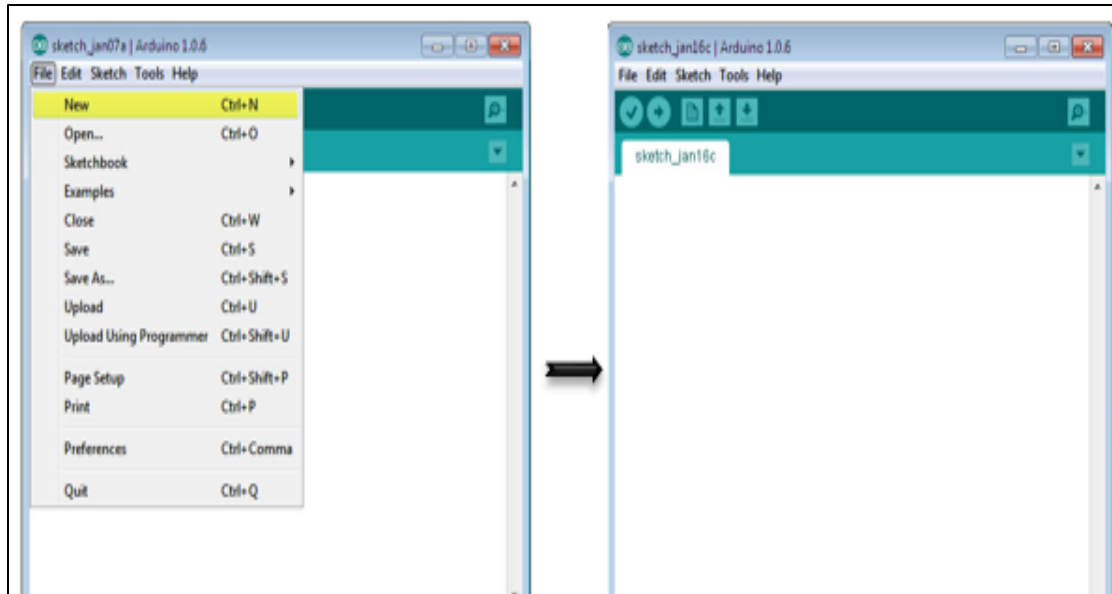 sketch_jan07a | Arduino 1.0.6
File Edit Sketch Tools Help
New Ctrl+N
Open... Ctrl+O
Sketchbook
Examples
Close Ctrl+W
Save Ctrl+S
Save As... Ctrl+Shift+S
Upload Ctrl+U
Upload Using Programmer Ctrl+Shift+U
Page Setup Ctrl+Shift+P
Print Ctrl+P
Preferences Ctrl+Comma
Quit Ctrl+Q
sketch_jan16c | Arduino 1.0.6
File Edit Sketch Tools Help
sketch_jan16c